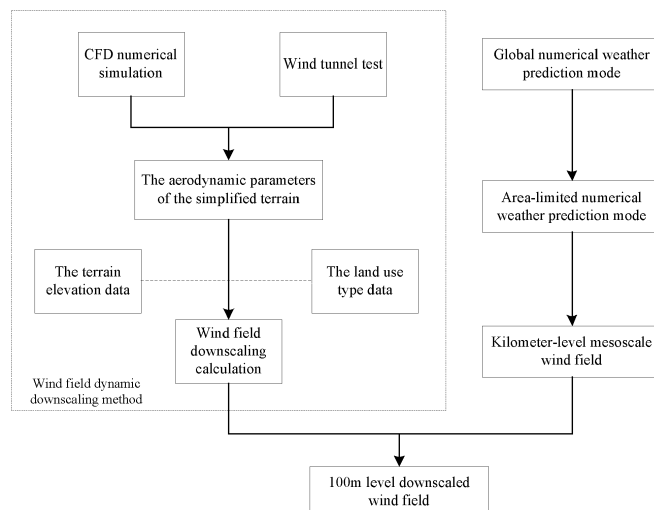 CFD numerical
simulation
Wind tunnel test
Global numerical weather
prediction mode
The aerodynamic parameters
of the simplified terrain
Area-limited numerical
weather prediction mode
The terrain
elevation data
The land use
type data
Wind field
downscaling
calculation
Kilometer-level mesoscale
wind field
Wind field dynamic
downscaling method
100m level downscaled
wind field